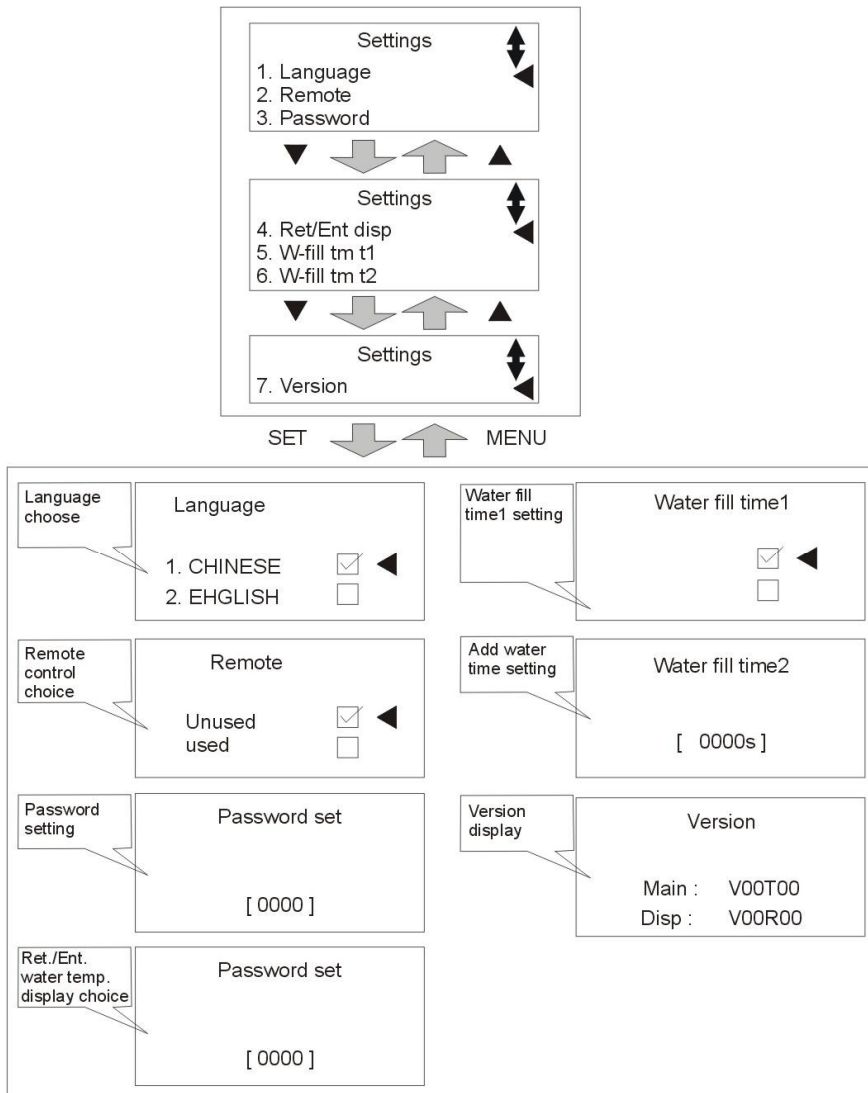 Settings
1. Language
2. Remote
3. Password
Settings
4. Ret/Ent disp
5. W-fill tm t1
6. W-fill tm t2
Settings
7. Version
SET
MENU
Language
choose
Language
1. CHINESE
2. EHGLISH
Remote
control
choice
Remote
Unused
used
Password
setting
Password set
[ 0000 ]
Ret./Ent.
water temp.
display choice
Password set
[ 0000 ]
Water fill
time1 setting
Water fill time1
Add water
time setting
Water fill time2
[ 0000s ]
Version
display
Version
Main : V00T00
Disp : V00R00